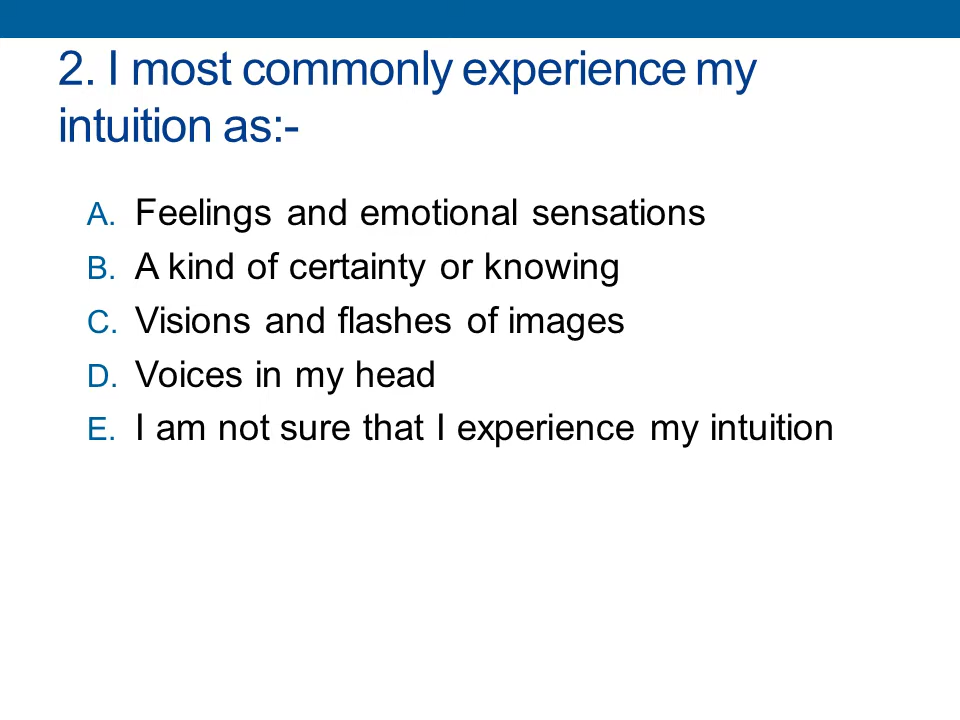 2. I most commonly experience my
intuition as:-
A. Feelings and emotional sensations
B. A kind of certainty or knowing
C. Visions and flashes of images
D. Voices in my head
E. I am not sure that I experience my intuition